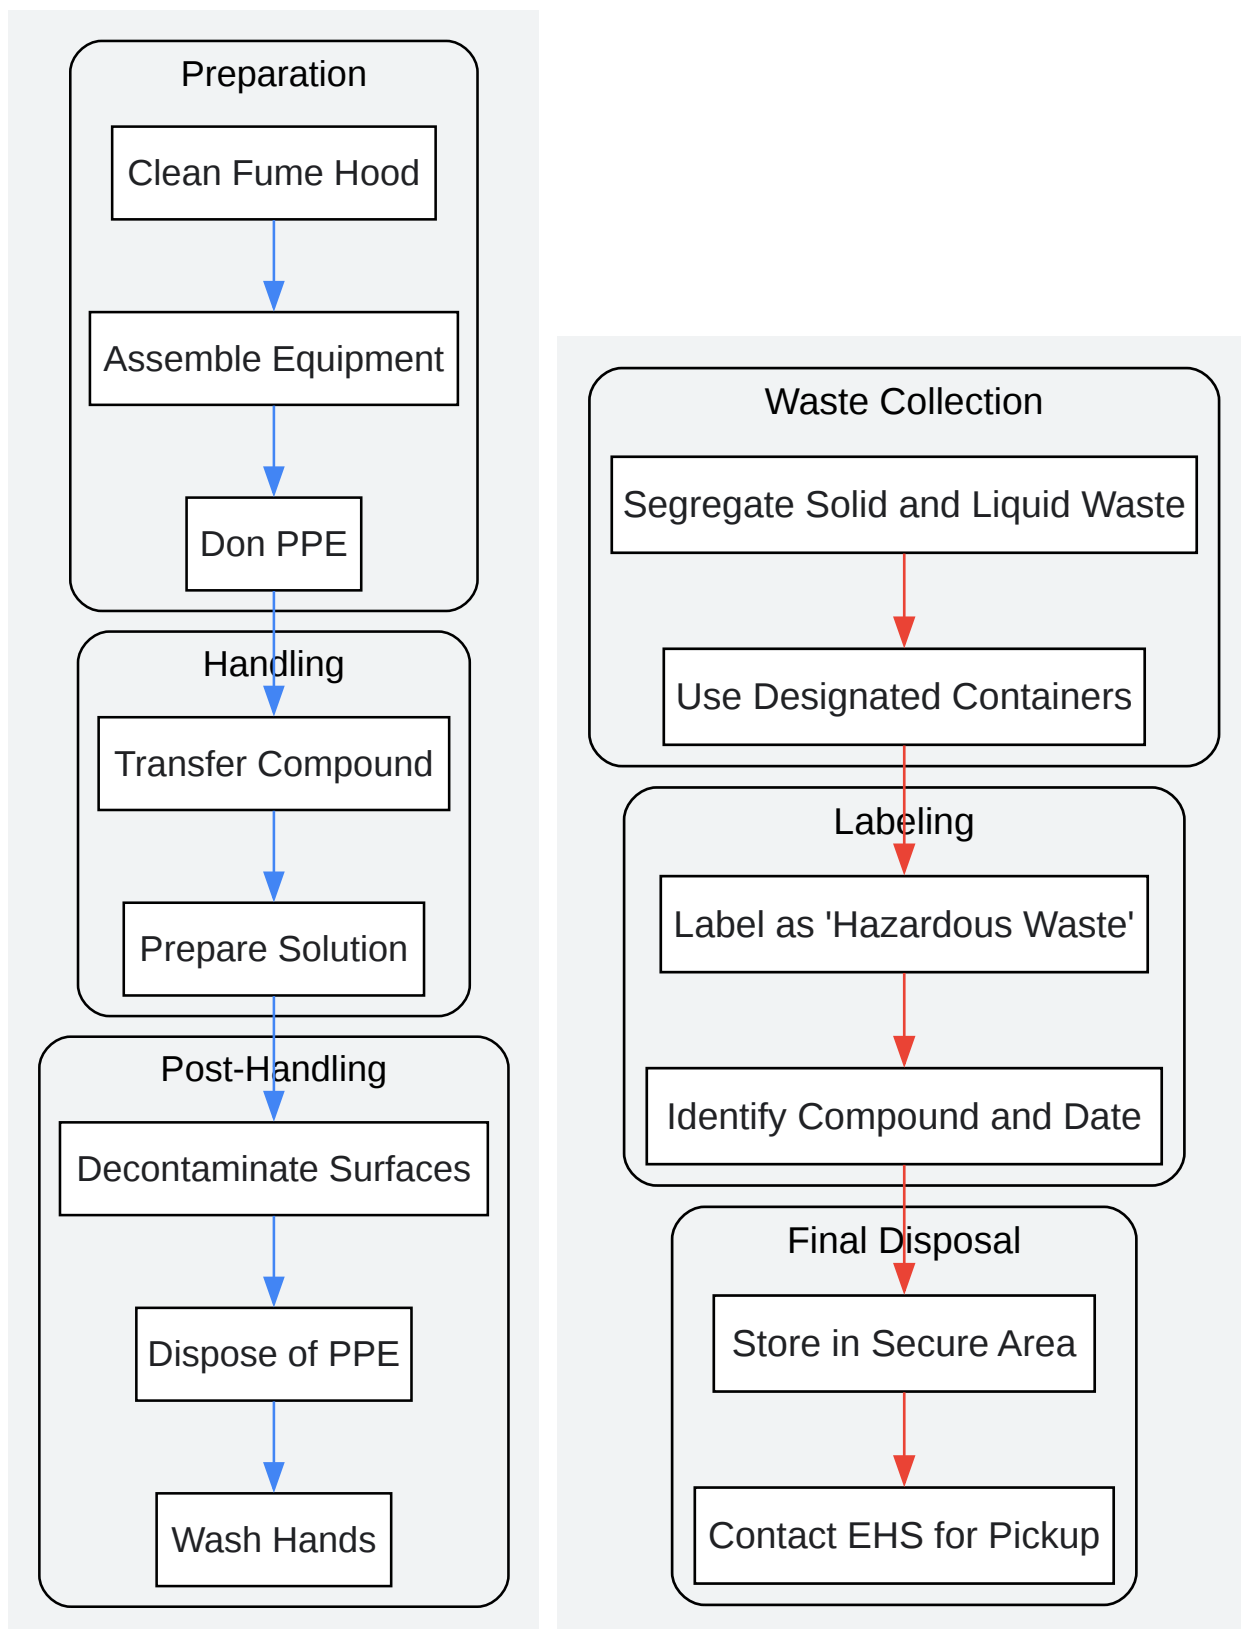 Preparation
Clean Fume Hood
Assemble Equipment
Don PPE
Handling
Transfer Compound
Prepare Solution
Post-Handling
Decontaminate Surfaces
Dispose of PPE
Wash Hands
Waste Collection
Segregate Solid and Liquid Waste
Use Designated Containers
Labeling
Label as 'Hazardous Waste'
Identify Compound and Date
Final Disposal
Store in Secure Area
Contact EHS for Pickup